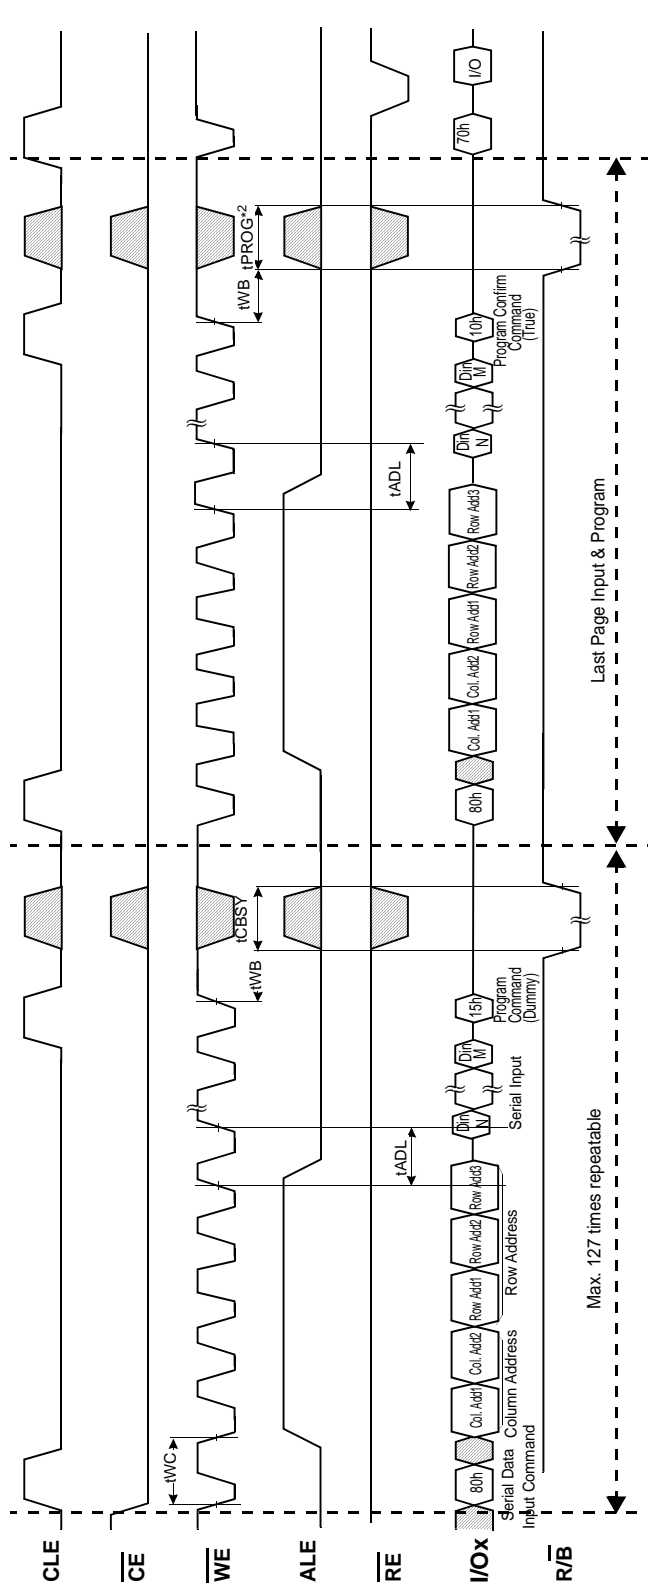 CLE
CE
WE
tWC
tADL
tWB
tCBSY
tADL
tWB
tPROG*2
ALE
RE
I/Ox
80h
Col. Add1
Col. Add2
Row Add1
Row Add2
Row Add3
Din
N
Din
M
15h
80h
Col. Add1
Col. Add2
Row Add1
Row Add2
Row Add3
Din
N
Din
M
10h
70h
I/O
Serial Data
Input Command
Column Address
Row Address
Serial Input
Program
Command
(Dummy)
Program Confirm
Command
(True)
R/B
Max. 127 times repeatable
Last Page Input & Program